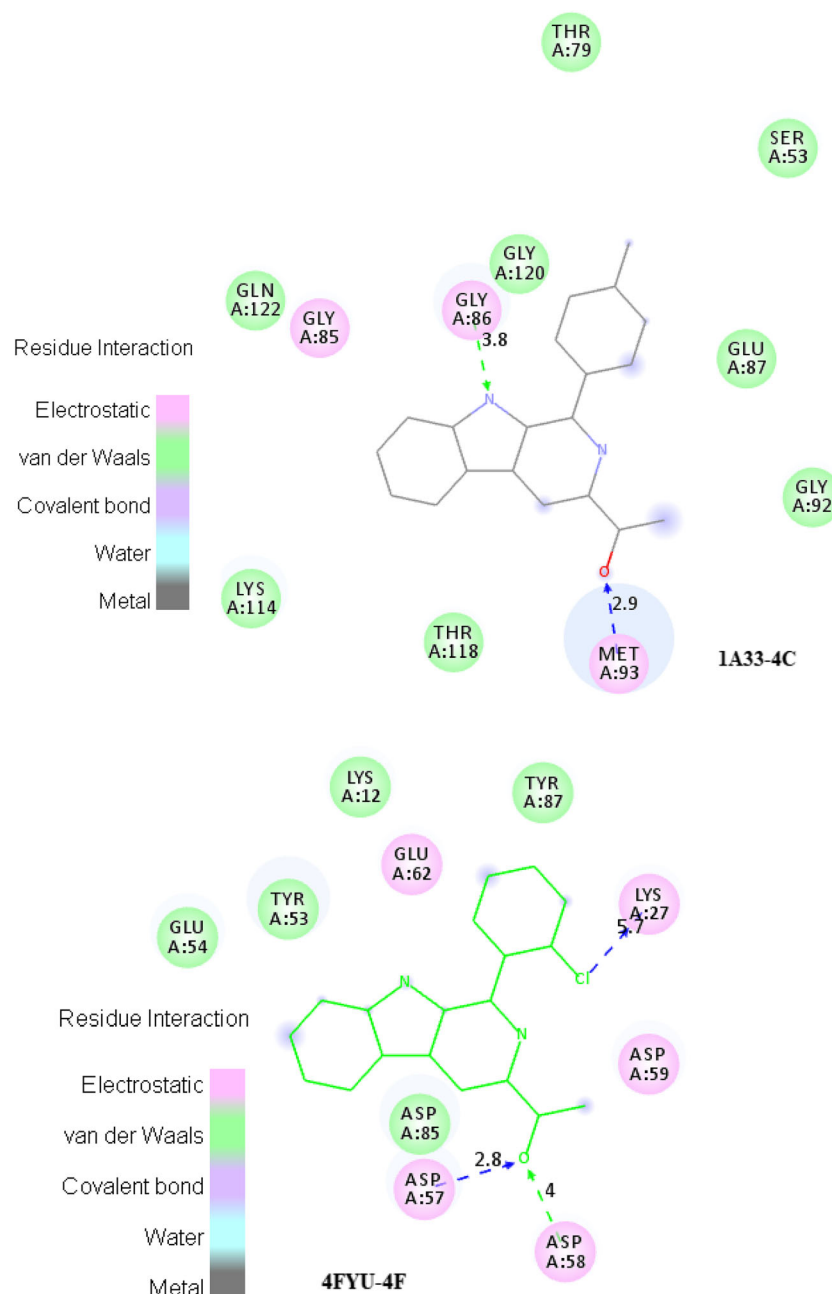 THR
A:79
SER
A:53
GLY
A:120
GLN
A:122
GLY
A:86
GLY
A:85
3.8
Residue Interaction
GLU
A:87
Electrostatic
van der Waals
Covalent bond
Water
Metal
N
N
GLY
A:92
O
2.9
LYS
A:114
THR
A:118
MET
A:93
1A33-4C
LYS
A:12
TYR
A:87
GLU
A:62
LYS
A:27
5.7
TYR
A:53
GLU
A:54
Cl
N
N
Residue Interaction
ASP
A:59
Electrostatic
van der Waals
Covalent bond
Water
Metal
ASP
A:85
O
2.8
ASP
A:57
4
ASP
A:58
4FYU-4F